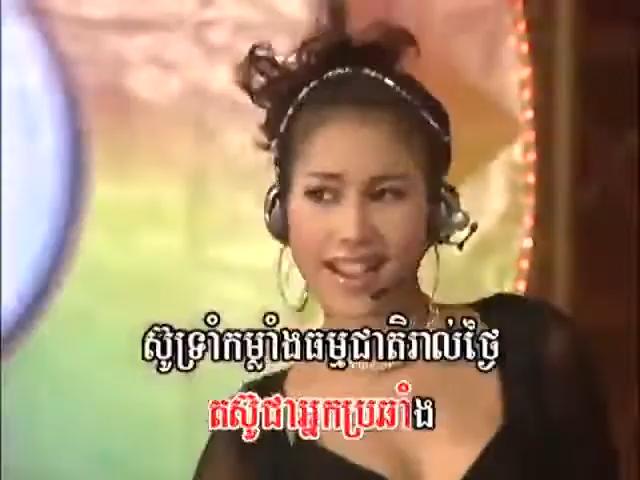 ស៊ូទ្រាំកម្លាំងធម្មជាតិរាល់ថ្ងៃ
តស៊ូជាអ្នកប្រឆាំង